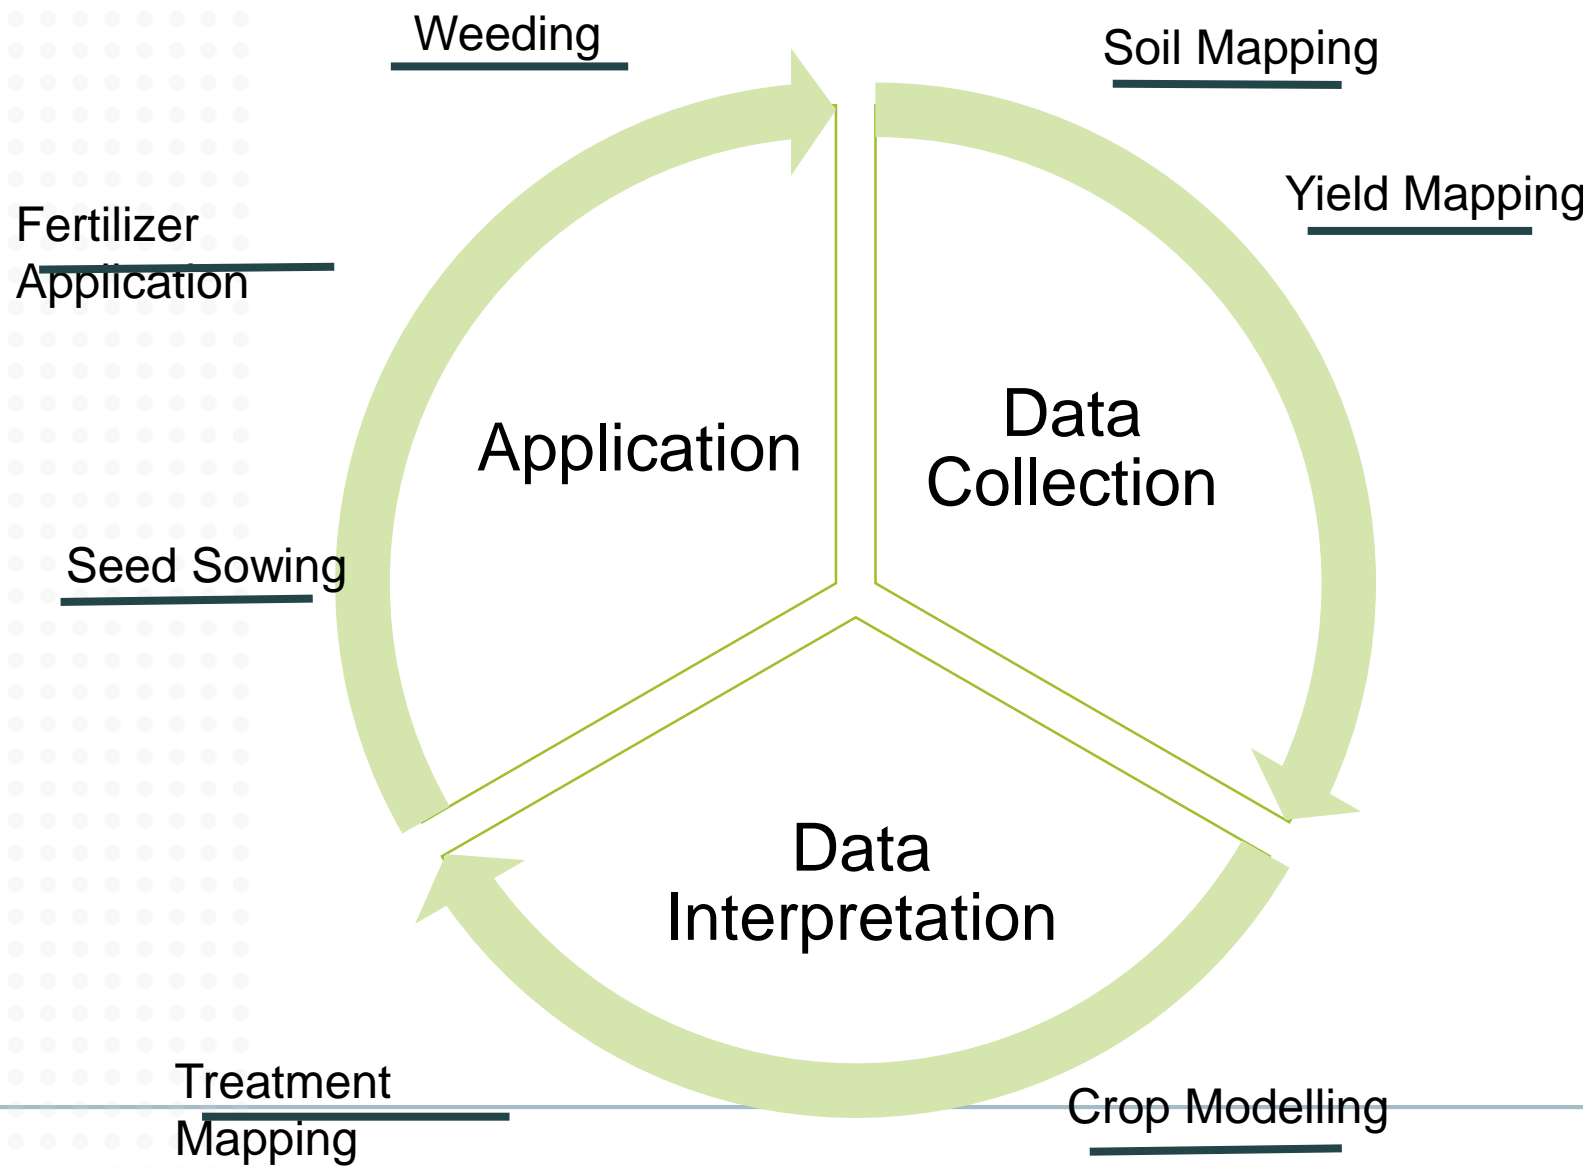 Weeding
Soil Mapping
Yield Mapping
Fertilizer
Application
Application
Data
Collection
Seed Sowing
Data
Interpretation
Treatment
Mapping
Crop Modelling